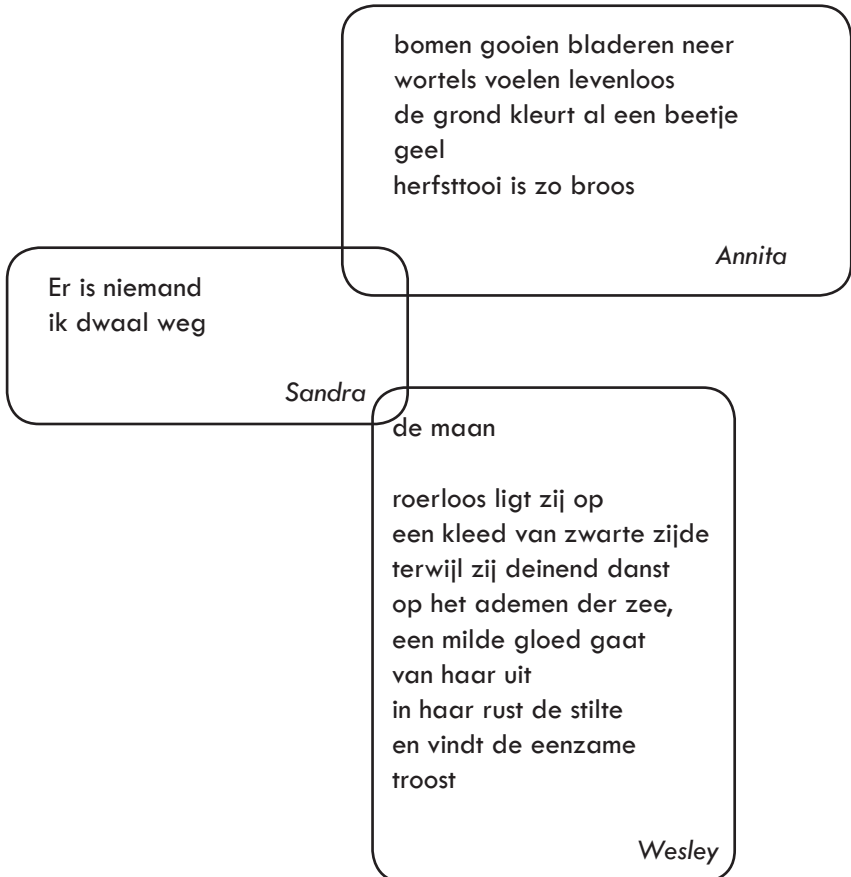 bomen gooien bladeren neer
wortels voelen levenloos
de grond kleurt al een beetje
geel
herfsttooi is zo broos
Annita
Er is niemand
ik dwaal weg
Sandra
de maan
roerloos ligt zij op
een kleed van zwarte zijde
terwijl zij deinend danst
op het ademen der zee,
een milde gloed gaat
van haar uit
in haar rust de stilte
en vindt de eenzame
troost
Wesley